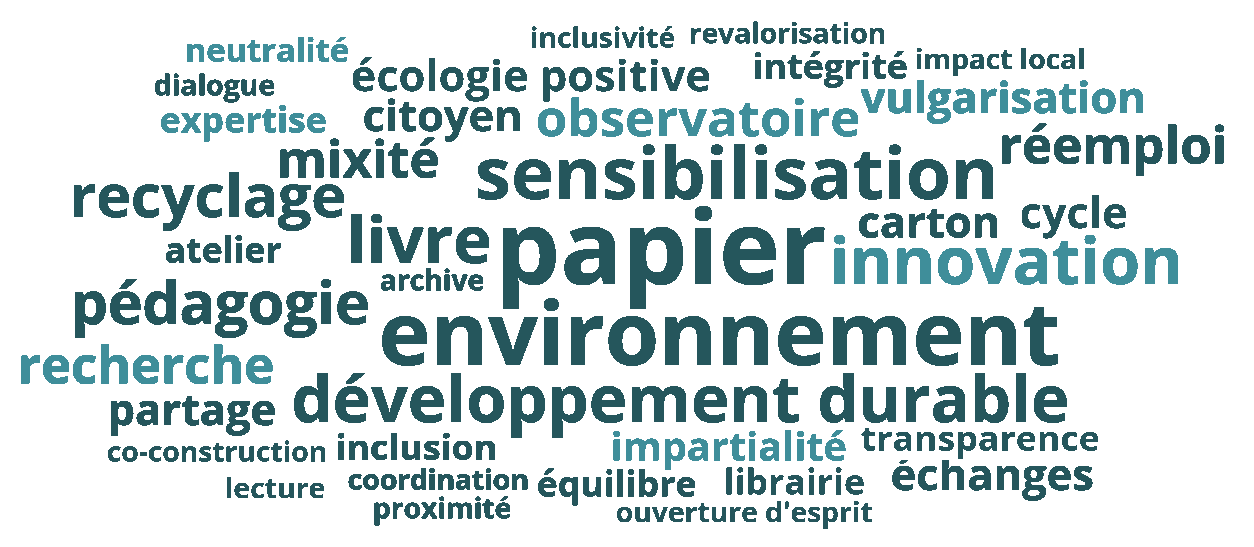 inclusivité
revalorisation
neutralité
écologie positive
intégrité
impact local
dialogue
vulgarisation
expertise
citoyen
observatoire
réemploi
mixité
sensibilisation
recyclage
cycle
carton
livre
papier
atelier
innovation
archive
pédagogie
environnement
recherche
développement durable
partage
co-construction
inclusion
impartialité
transparence
lecture
coordination
équilibre
librairie
échanges
proximité
ouverture d'esprit